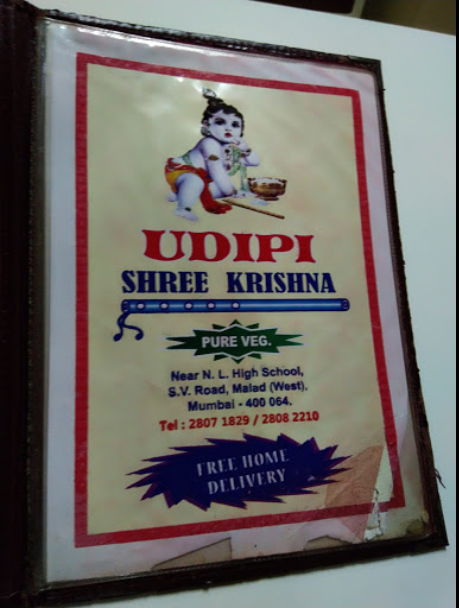 UDIPI
SHREE KRISHNA
PURE VEG.
Near N. L. High School,
S.V. Road, Malad (West),
Mumbai - 400 064.
Tel : 2807 1829 / 2808 2210
FREE HOME
DELIVERY